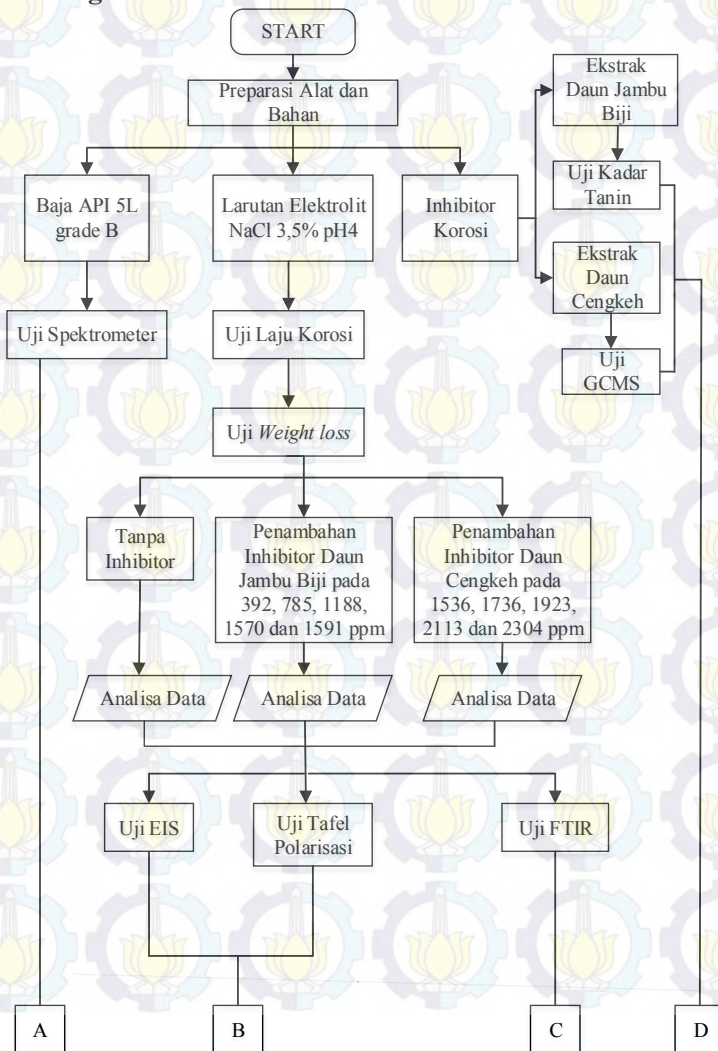 START
Preparasi Alat dan
Bahan
Baja API 5L
grade B
Larutan Elektrolit
NaCl 3,5% pH4
Inhibitor
Korosi
Ekstrak
Daun Jambu
Biji
Uji Kadar
Tanin
Ekstrak
Daun
Cengkeh
Uji
GCMS
Uji Spektrometer
Uji Laju Korosi
Uji Weight loss
Tanpa
Inhibitor
Penambahan
Inhibitor Daun
Jambu Biji pada
392, 785, 1188,
1570 dan 1591 ppm
Penambahan
Inhibitor Daun
Cengkeh pada
1536, 1736, 1923,
2113 dan 2304 ppm
Analisa Data
Analisa Data
Analisa Data
Uji EIS
Uji Tafel
Polarisasi
Uji FTIR
A
B
C
D